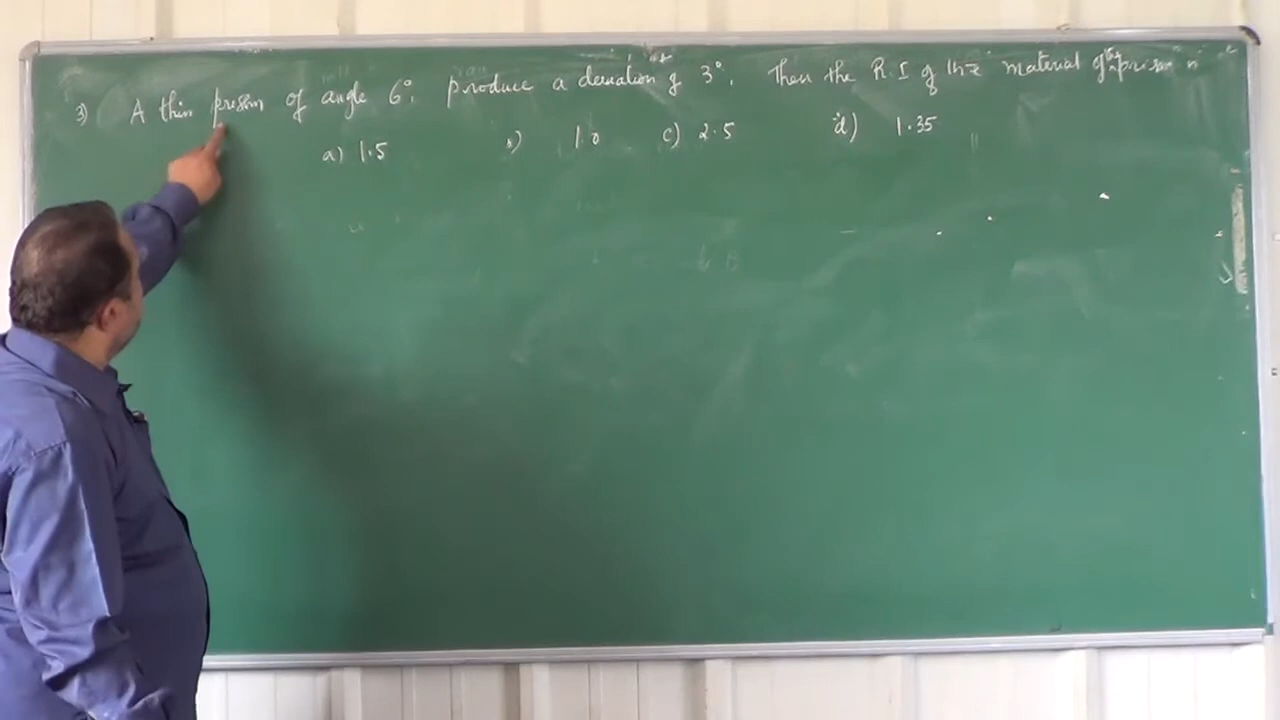 3) A thin prism of angle 6°, produce a deviation of 3°. Then the R.I of the material of prism is
a) 1.5 b) 1.0 c) 2.5 d) 1.35